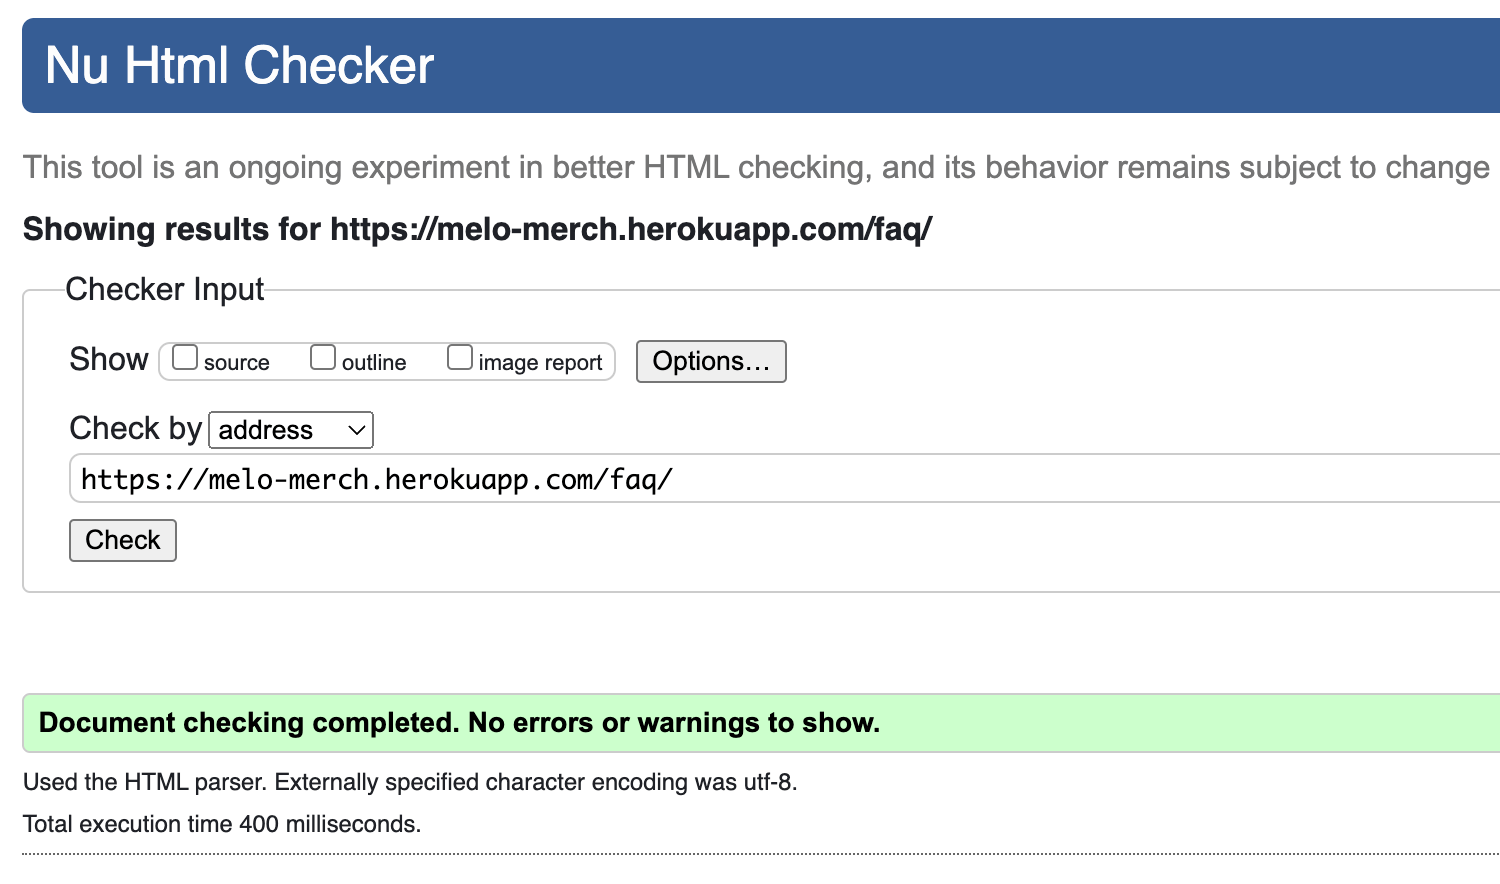 Nu Html Checker
This tool is an ongoing experiment in better HTML checking, and its behavior remains subject to change
Showing results for https://melo-merch.herokuapp.com/faq/
Checker Input
Show source outline image report Options...
Check by address
https://melo-merch.herokuapp.com/faq/
Check
Document checking completed. No errors or warnings to show.
Used the HTML parser. Externally specified character encoding was utf-8.
Total execution time 400 milliseconds.